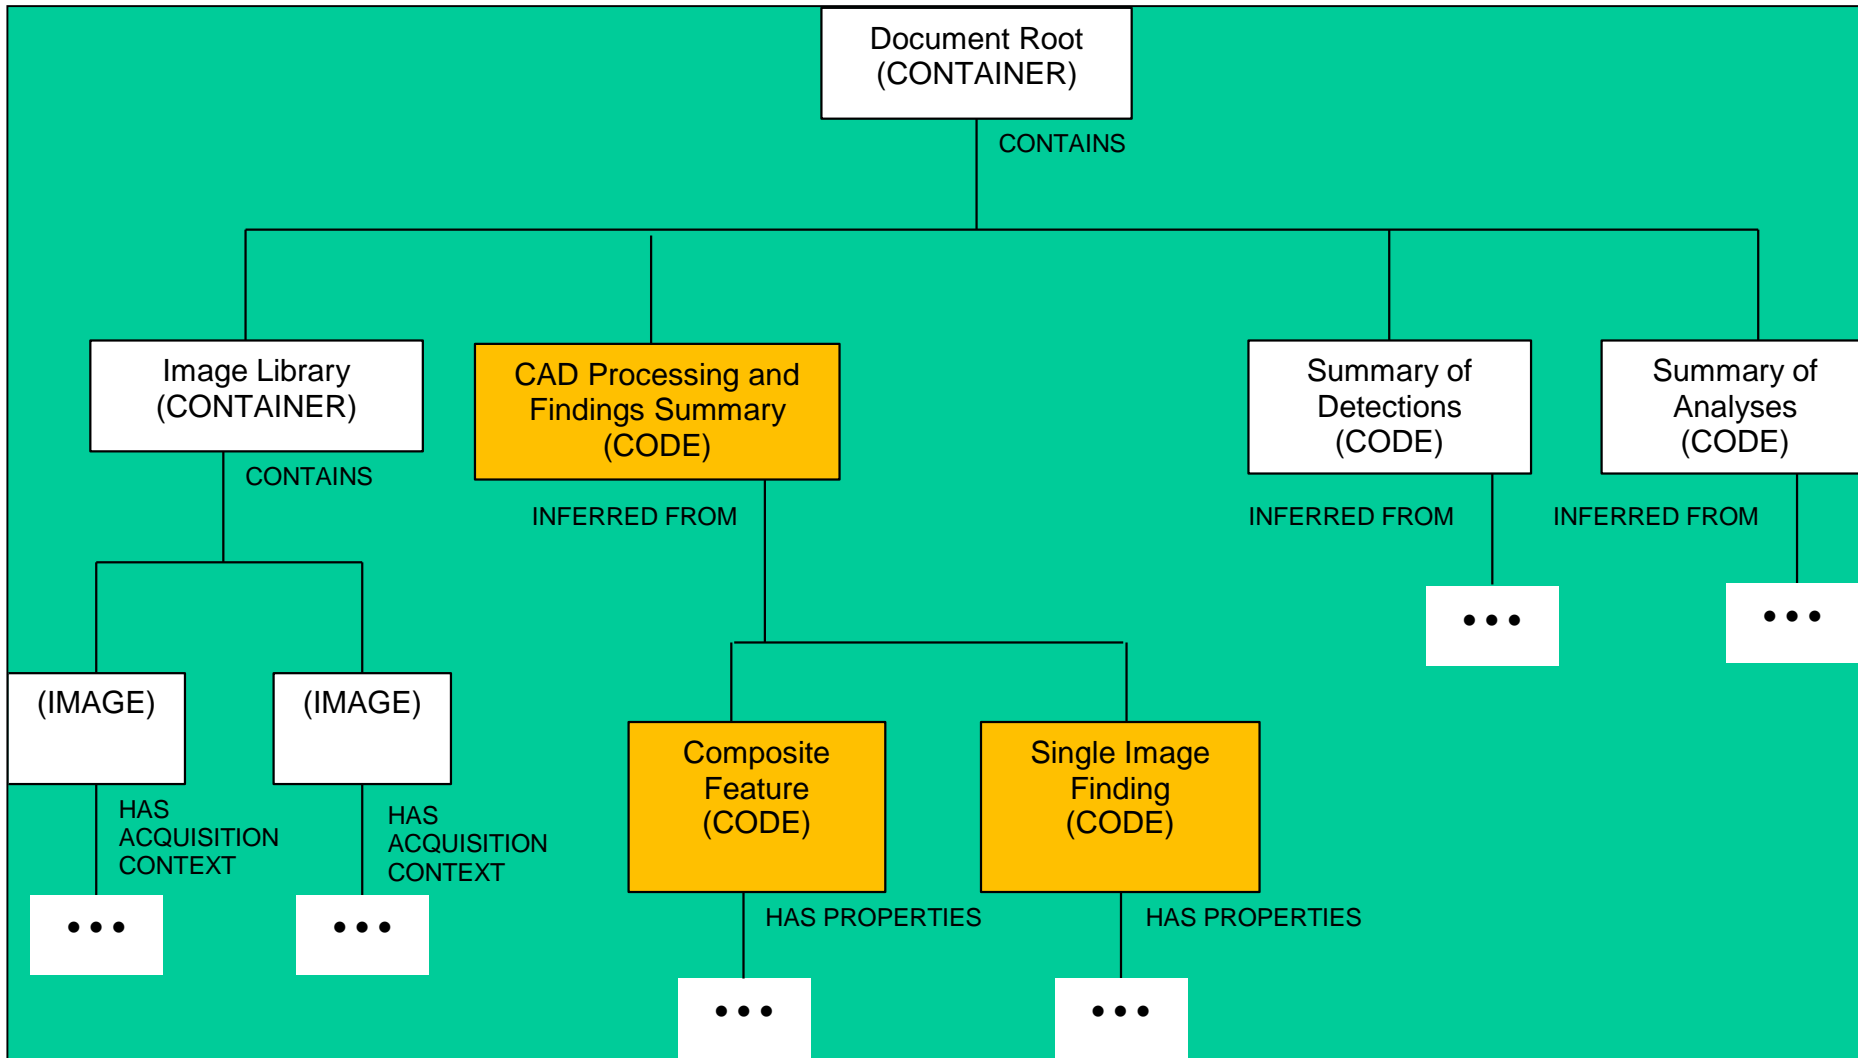 Document Root
(CONTAINER)
CONTAINS
Image Library
(CONTAINER)
CAD Processing and
Findings Summary
(CODE)
Summary of
Detections
(CODE)
Summary of
Analyses
(CODE)
CONTAINS
INFERRED FROM
INFERRED FROM
INFERRED FROM
•••
•••
(IMAGE)
(IMAGE)
Composite
Feature
(CODE)
Single Image
Finding
(CODE)
HAS
ACQUISITION
CONTEXT
HAS
ACQUISITION
CONTEXT
•••
•••
HAS PROPERTIES
HAS PROPERTIES
•••
•••